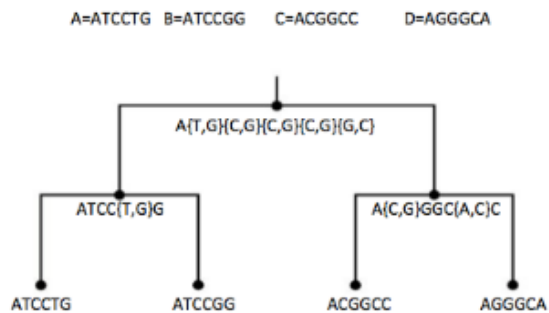 A=ATCCTG B=ATCCGG C=ACGGCC D=AGGGCA
A{T,G}{C,G}{C,G}{C,G}{G,C}
ATCC{T,G}G A{C,G}GGC{A,C}C
ATCCTG ATCCGG ACGGCC AGGGCA